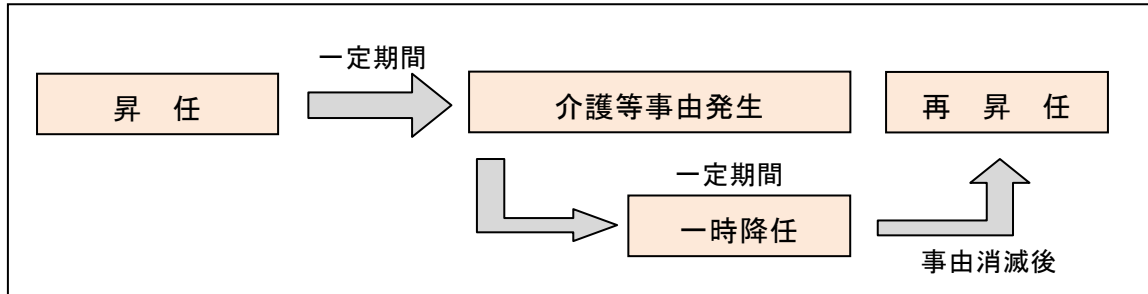 一定期間
昇　任
介護等事由発生
再　昇　任
一定期間
一時降任
事由消滅後